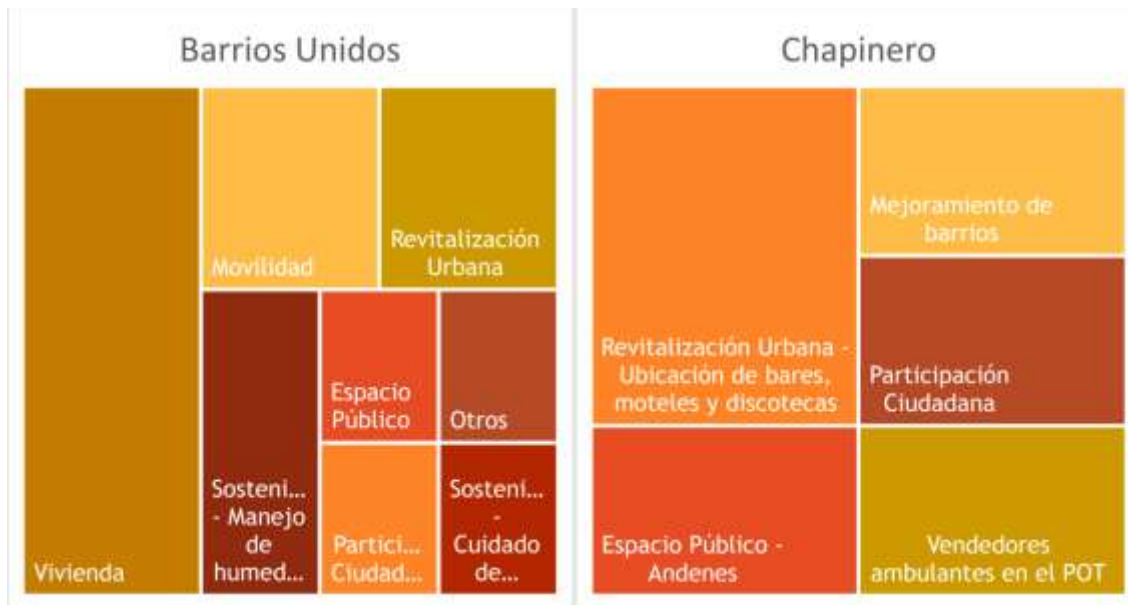 Barrios Unidos
Vivienda
Movilidad
Revitalización
Urbana
Sosteni...
- Manejo
de
humed...
Espacio
Público
Otros
Partici...
Ciudad...
Sosteni...
-
Cuidado
de...
Chapinero
Revitalización Urbana -
Ubicación de bares,
moteles y discotecas
Mejoramiento de
barrios
Participación
Ciudadana
Espacio Público -
Andenes
Vendedores
ambulantes en el POT